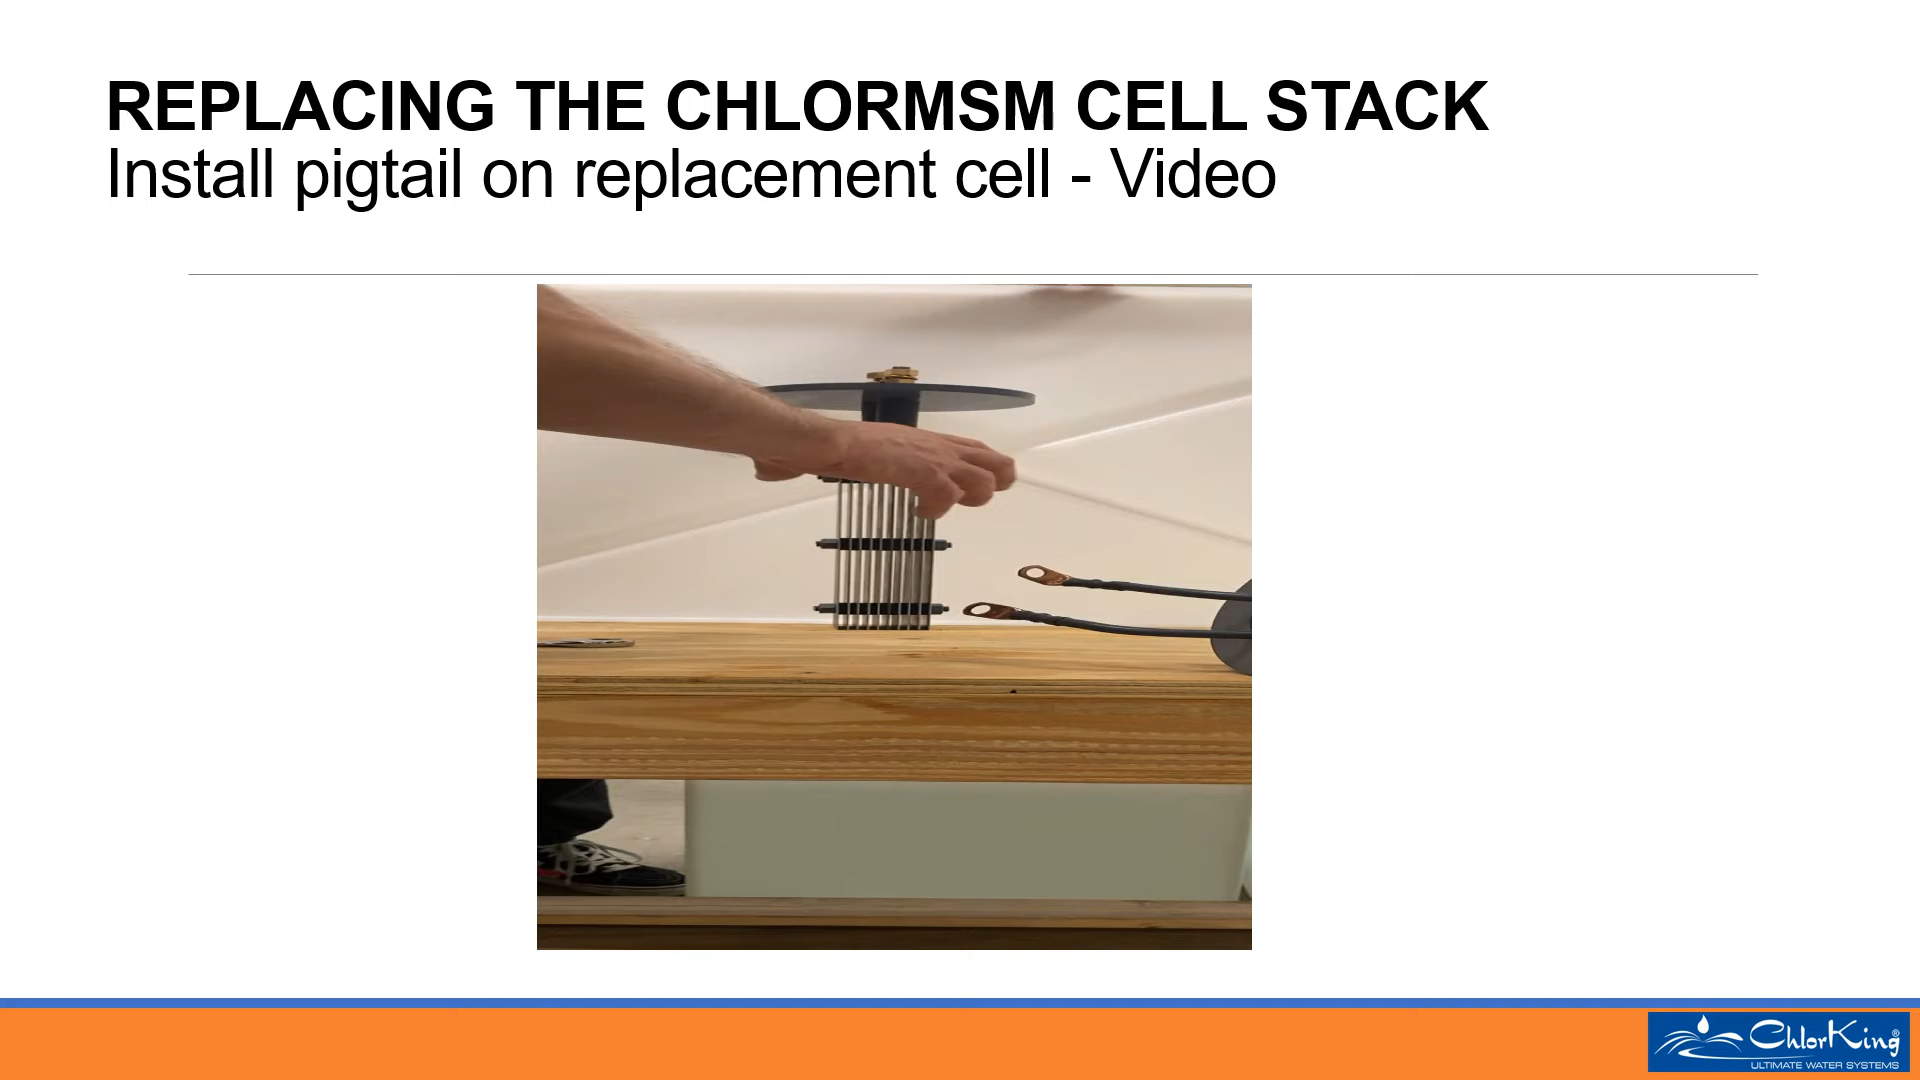 REPLACING THE CHLORMSM CELL STACK
Install pigtail on replacement cell - Video
ChlorKing®
ULTIMATE WATER SYSTEMS